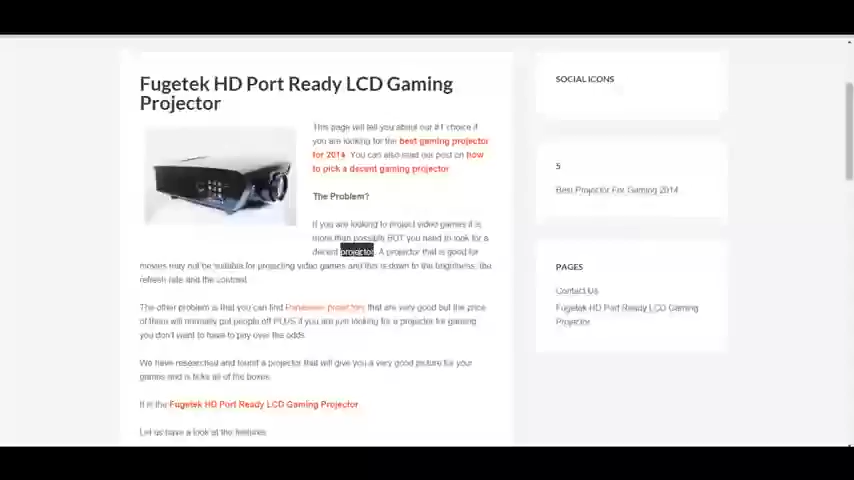 Fugetek HD Port Ready LCD Gaming
Projector
This page will tell you about our #1 choice if
you are looking for the best gaming projector
for 2014. You can also read our post on how
to pick a decent gaming projector
The Problem?
If you are looking to project video games it is
more than possible BUT you need to look for a
decent projector. A projector that is good for
movies may not be suitable for projecting video games and this is down to the brightness, the
refresh rate and the contrast.
The other problem is that you can find Panasonic projectors that are very good but the price
of them will normally put people off PLUS if you are just looking for a projector for gaming
you don't want to have to pay over the odds.
We have researched and found a projector that will give you a very good picture for your
games and is ticks all of the boxes.
It is the Fugetek HD Port Ready LCD Gaming Projector
Let us have a look at the features
SOCIAL ICONS
5
Best Projector For Gaming 2014
PAGES
Contact Us
Fugetek HD Port Ready LCD Gaming
Projector